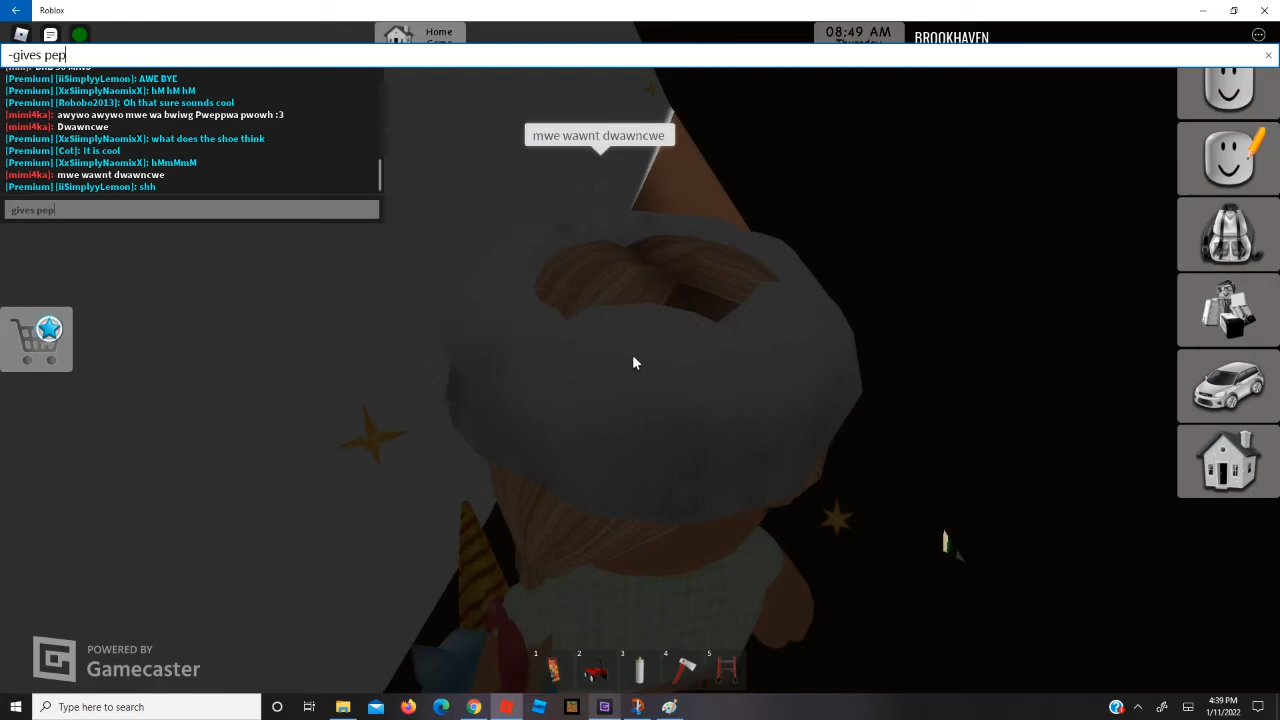 Roblox
Home
08:49 AM
Thursday
BROOKHAVEN
-gives pep
[Premium] [iiSimplyyLemon]: AWE BYE
[Premium] [XxSiimplyNaomixX]: hM hM hM
[Premium] [Robobo2013]: Oh that sure sounds cool
[mimi4ka]: awywo awywo mwe wa bwiwg Pweppwa pwowh :3
[mimi4ka]: Dwawncwe
[Premium] [XxSiimplyNaomixX]: what does the shoe think
[Premium] [Cot]: It is cool
[Premium] [XxSiimplyNaomixX]: hMmMmM
[mimi4ka]: mwe wawnt dwawncwe
[Premium] [iiSimplyyLemon]: shh
gives pep
mwe wawnt dwawncwe
POWERED BY
Gamecaster
1 2 3 4 5
Type here to search
4:39 PM
1/11/2022